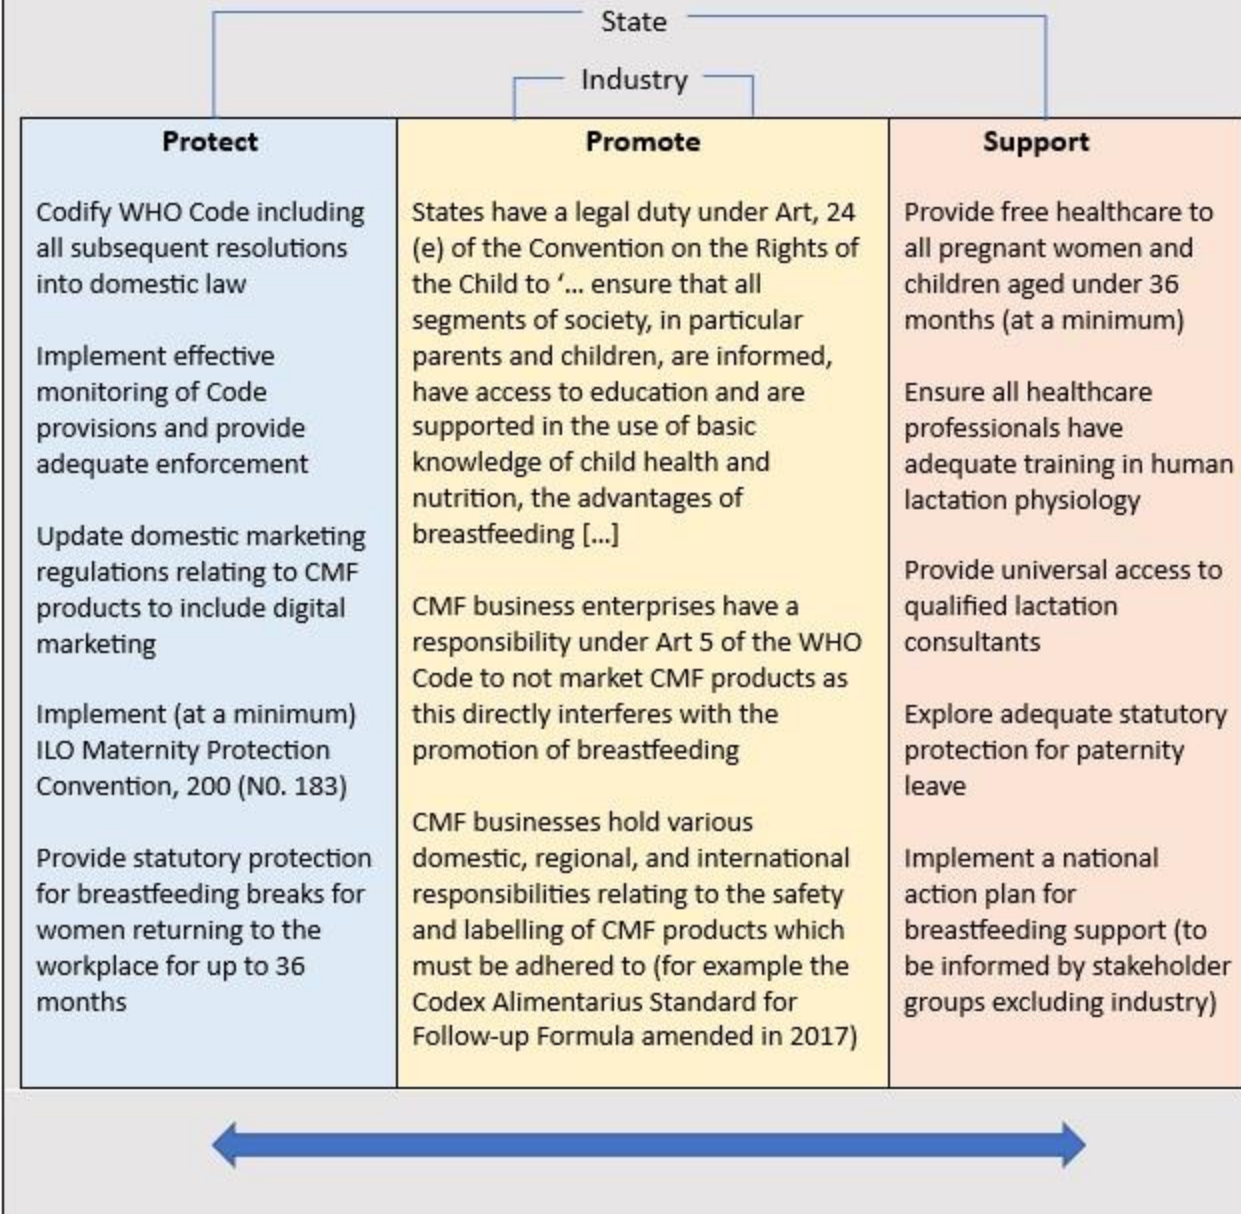 State
Industry
Protect
Codify WHO Code including
all subsequent resolutions
into domestic law
Implement effective
monitoring of Code
provisions and provide
adequate enforcement
Update domestic marketing
regulations relating to CMF
products to include digital
marketing
Implement (at a minimum)
ILO Maternity Protection
Convention, 200 (N0. 183)
Provide statutory protection
for breastfeeding breaks for
women returning to the
workplace for up to 36
months
Promote
States have a legal duty under Art, 24
(e) of the Convention on the Rights of
the Child to ‘... ensure that all
segments of society, in particular
parents and children, are informed,
have access to education and are
supported in the use of basic
knowledge of child health and
nutrition, the advantages of
breastfeeding [...]
CMF business enterprises have a
responsibility under Art 5 of the WHO
Code to not market CMF products as
this directly interferes with the
promotion of breastfeeding
CMF businesses hold various
domestic, regional, and international
responsibilities relating to the safety
and labelling of CMF products which
must be adhered to (for example the
Codex Alimentarius Standard for
Follow-up Formula amended in 2017)
Support
Provide free healthcare to
all pregnant women and
children aged under 36
months (at a minimum)
Ensure all healthcare
professionals have
adequate training in human
lactation physiology
Provide universal access to
qualified lactation
consultants
Explore adequate statutory
protection for paternity
leave
Implement a national
action plan for
breastfeeding support (to
be informed by stakeholder
groups excluding industry)